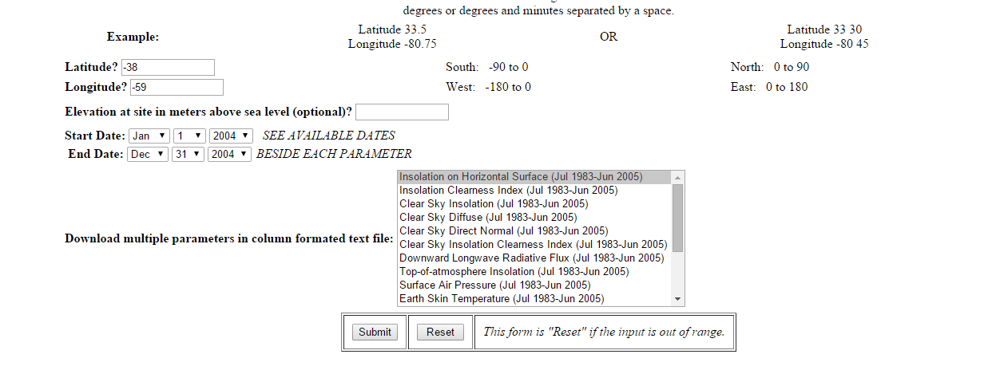 degrees or degrees and minutes separated by a space.
Example:
Latitude 33.5
Longitude -80.75
OR
Latitude 33 30
Longitude -80 45
Latitude? -38
South: -90 to 0
North: 0 to 90
Longitude? -59
West: -180 to 0
East: 0 to 180
Elevation at site in meters above sea level (optional)?
Start Date: Jan 1 2004 SEE AVAILABLE DATES
End Date: Dec 31 2004 BESIDE EACH PARAMETER
Download multiple parameters in column formated text file:
Insolation on Horizontal Surface (Jul 1983-Jun 2005)
Insolation Clearness Index (Jul 1983-Jun 2005)
Clear Sky Insolation (Jul 1983-Jun 2005)
Clear Sky Diffuse (Jul 1983-Jun 2005)
Clear Sky Direct Normal (Jul 1983-Jun 2005)
Clear Sky Insolation Clearness Index (Jul 1983-Jun 2005)
Downward Longwave Radiative Flux (Jul 1983-Jun 2005)
Top-of-atmosphere Insolation (Jul 1983-Jun 2005)
Surface Air Pressure (Jul 1983-Jun 2005)
Earth Skin Temperature (Jul 1983-Jun 2005)
Submit
Reset
This form is "Reset" if the input is out of range.